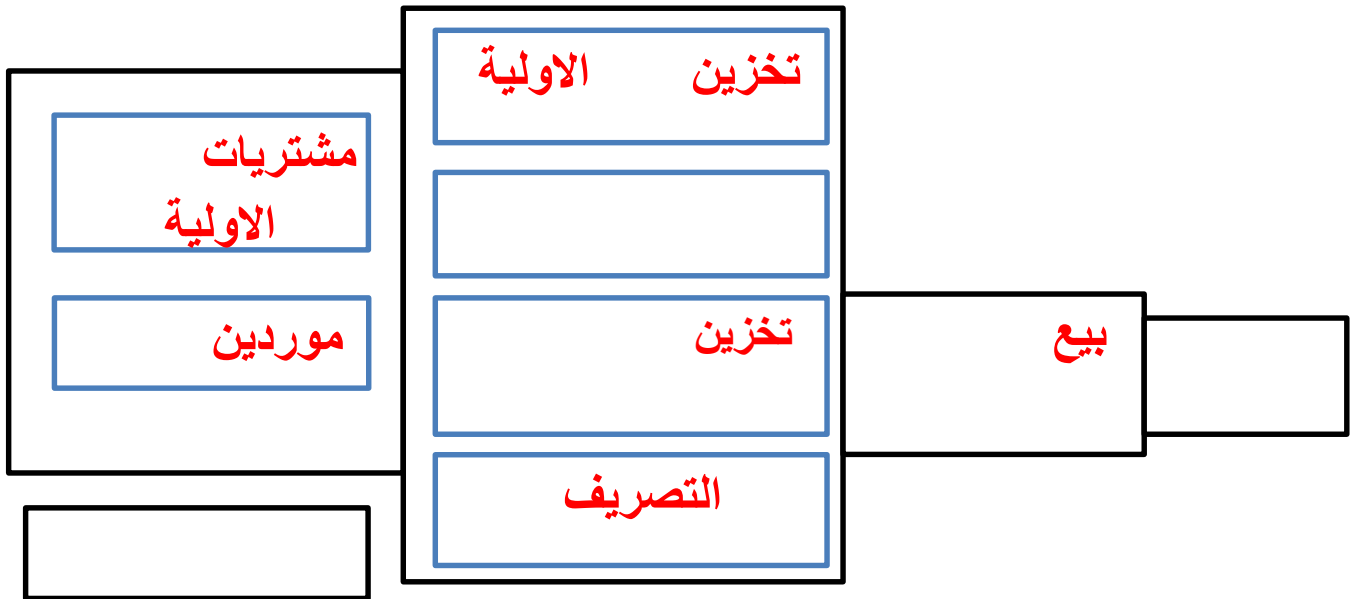 تخزين الاولية
مشتريات
الاولية
موردين
تخزين
بيع
التصريف